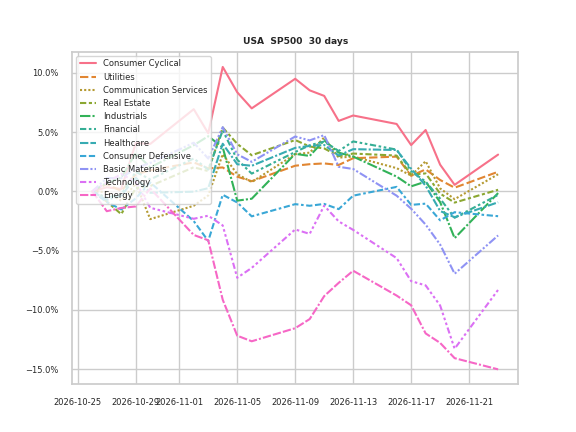 USA  SP500  30 days
Consumer Cyclical
Utilities
Communication Services
Real Estate
Industrials
Financial
Healthcare
Consumer Defensive
Basic Materials
Technology
Energy
10.0%
5.0%
0.0%
−5.0%
−10.0%
−15.0%
2026-10-25 2026-10-29 2026-11-01 2026-11-05 2026-11-09 2026-11-13 2026-11-17 2026-11-21